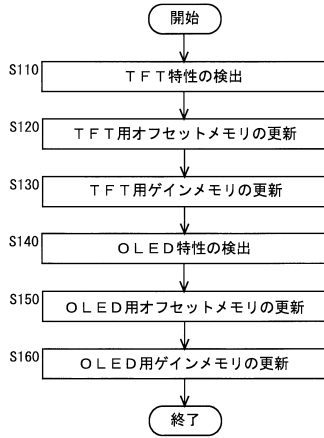 開始
S110
TFT特性の検出
S120
TFT用オフセットメモリの更新
S130
TFT用ゲインメモリの更新
S140
OLED特性の検出
S150
OLED用オフセットメモリの更新
S160
OLED用ゲインメモリの更新
終了